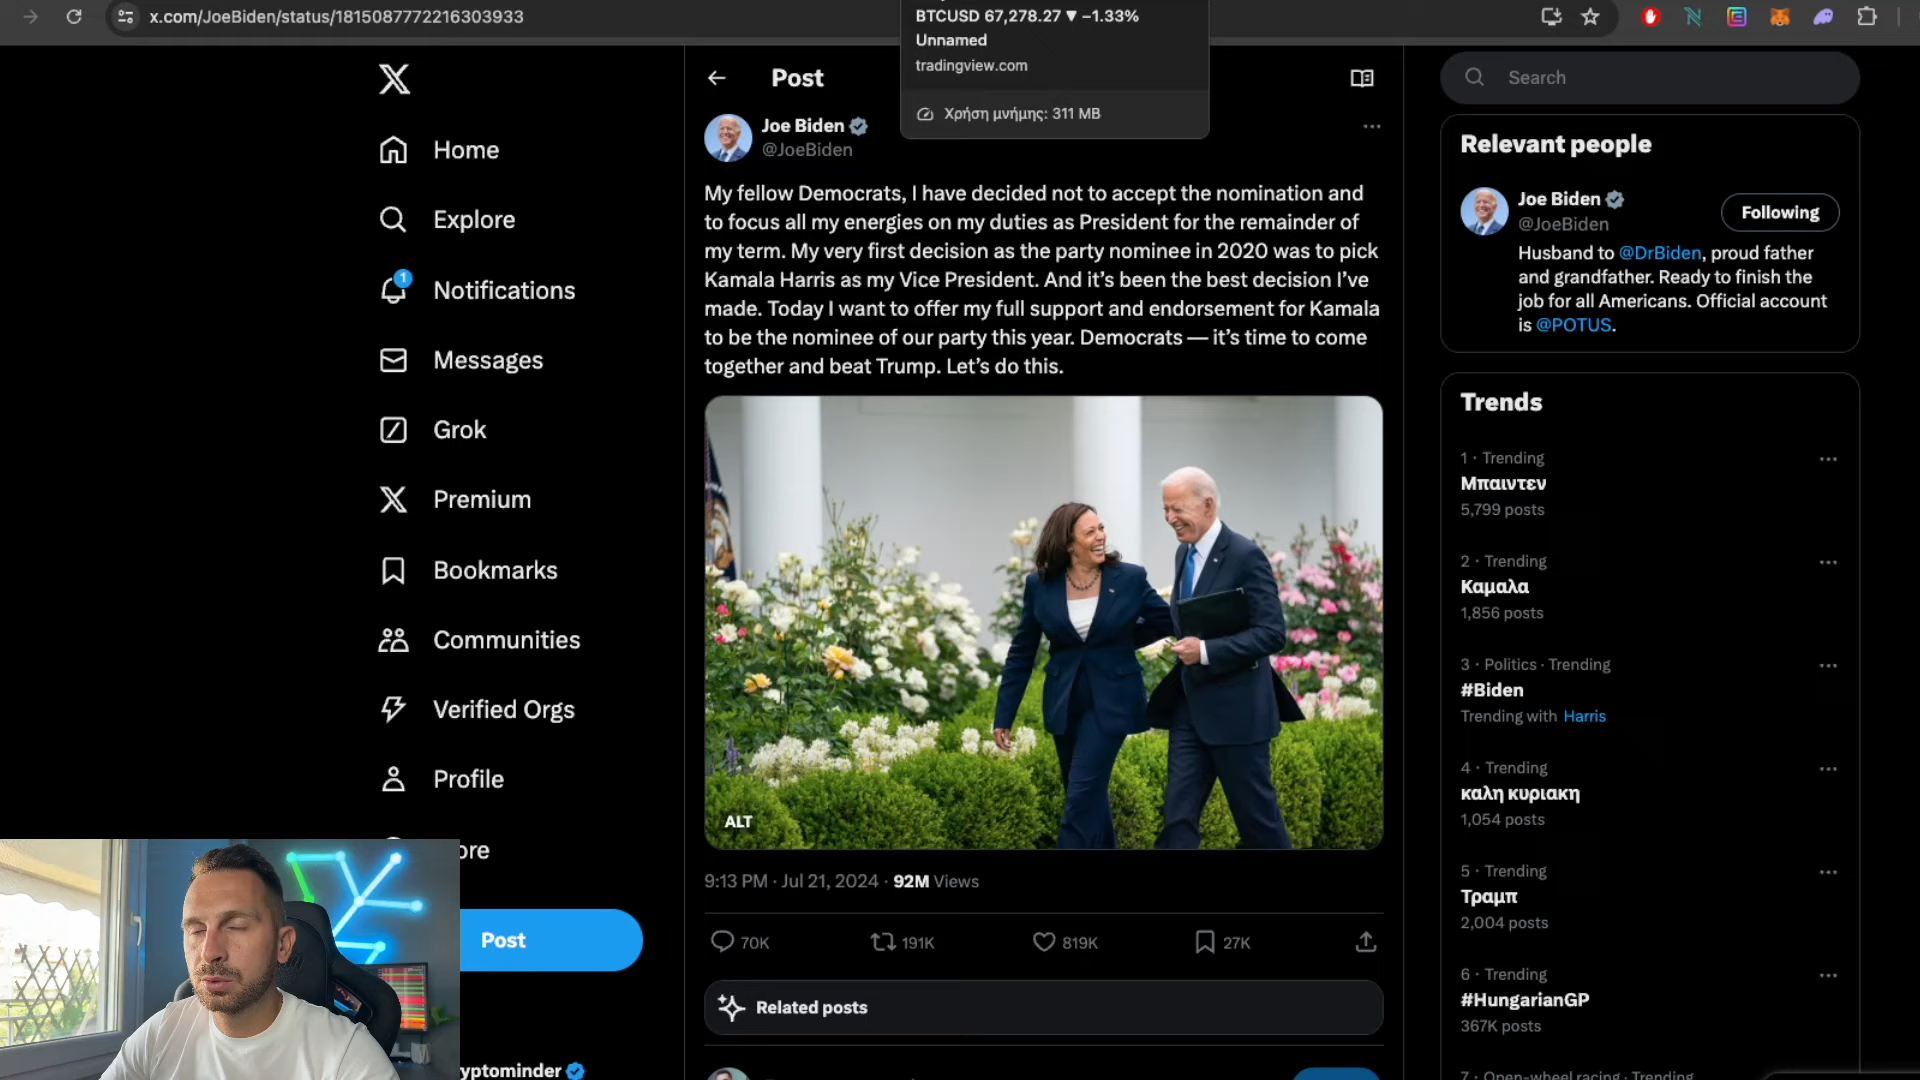 x.com/JoeBiden/status/1815087772216303933
BTCUSD 67,278.27 ▼ −1.33%
Unnamed
tradingview.com
Χρήση μνήμης: 311 MB
Home
Explore
1
Notifications
Messages
Grok
Premium
Bookmarks
Communities
Verified Orgs
Profile
ore
Post
yptominder
Post
Joe Biden
@JoeBiden
My fellow Democrats, I have decided not to accept the nomination and
to focus all my energies on my duties as President for the remainder of
my term. My very first decision as the party nominee in 2020 was to pick
Kamala Harris as my Vice President. And it’s been the best decision I’ve
made. Today I want to offer my full support and endorsement for Kamala
to be the nominee of our party this year. Democrats — it’s time to come
together and beat Trump. Let’s do this.
ALT
9:13 PM · Jul 21, 2024 · 92M Views
70K 191K 819K 27K
Related posts
Search
Relevant people
Joe Biden
@JoeBiden
Following
Husband to @DrBiden, proud father
and grandfather. Ready to finish the
job for all Americans. Official account
is @POTUS.
Trends
1 · Trending
Μπαιντεν
5,799 posts
2 · Trending
Καμαλα
1,856 posts
3 · Politics · Trending
#Biden
Trending with Harris
4 · Trending
καλη κυριακη
1,054 posts
5 · Trending
Τραμπ
2,004 posts
6 · Trending
#HungarianGP
367K posts
7 · Open-wheel racing · Trending